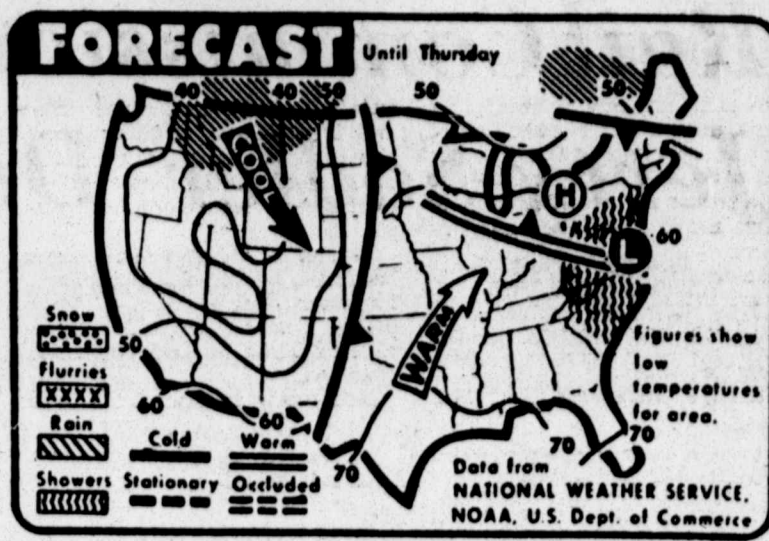 FORECAST Until Thursday
40 40 50 50 50
COOL
H
L 60
WARM
Snow
50
Flurries
60
Rain
60
Cold Warm
Showers Stationary Occluded
Figures show
low
temperatures
for area.
70 70 70
Data from
NATIONAL WEATHER SERVICE,
NOAA, U.S. Dept. of Commerce